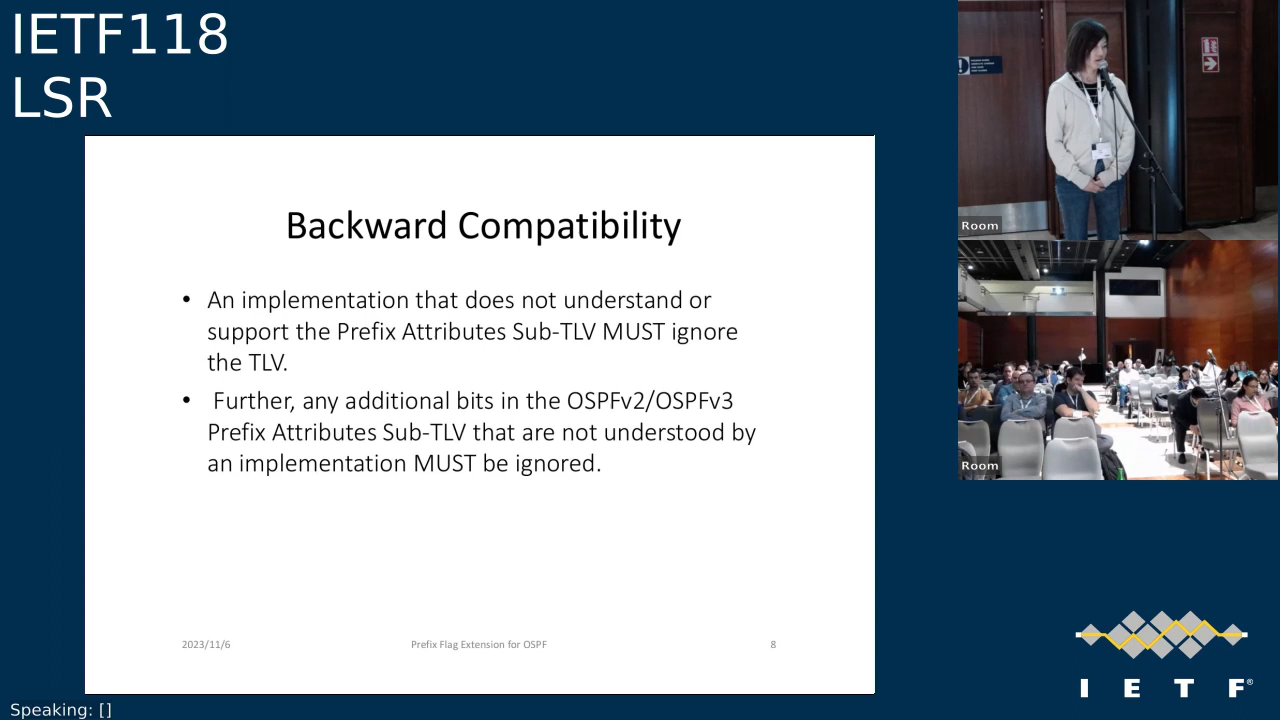 IETF118
LSR
Backward Compatibility
• An implementation that does not understand or
support the Prefix Attributes Sub-TLV MUST ignore
the TLV.
• Further, any additional bits in the OSPFv2/OSPFv3
Prefix Attributes Sub-TLV that are not understood by
an implementation MUST be ignored.
2023/11/6 Prefix Flag Extension for OSPF 8
Room
Room
I E T F®
Speaking: []